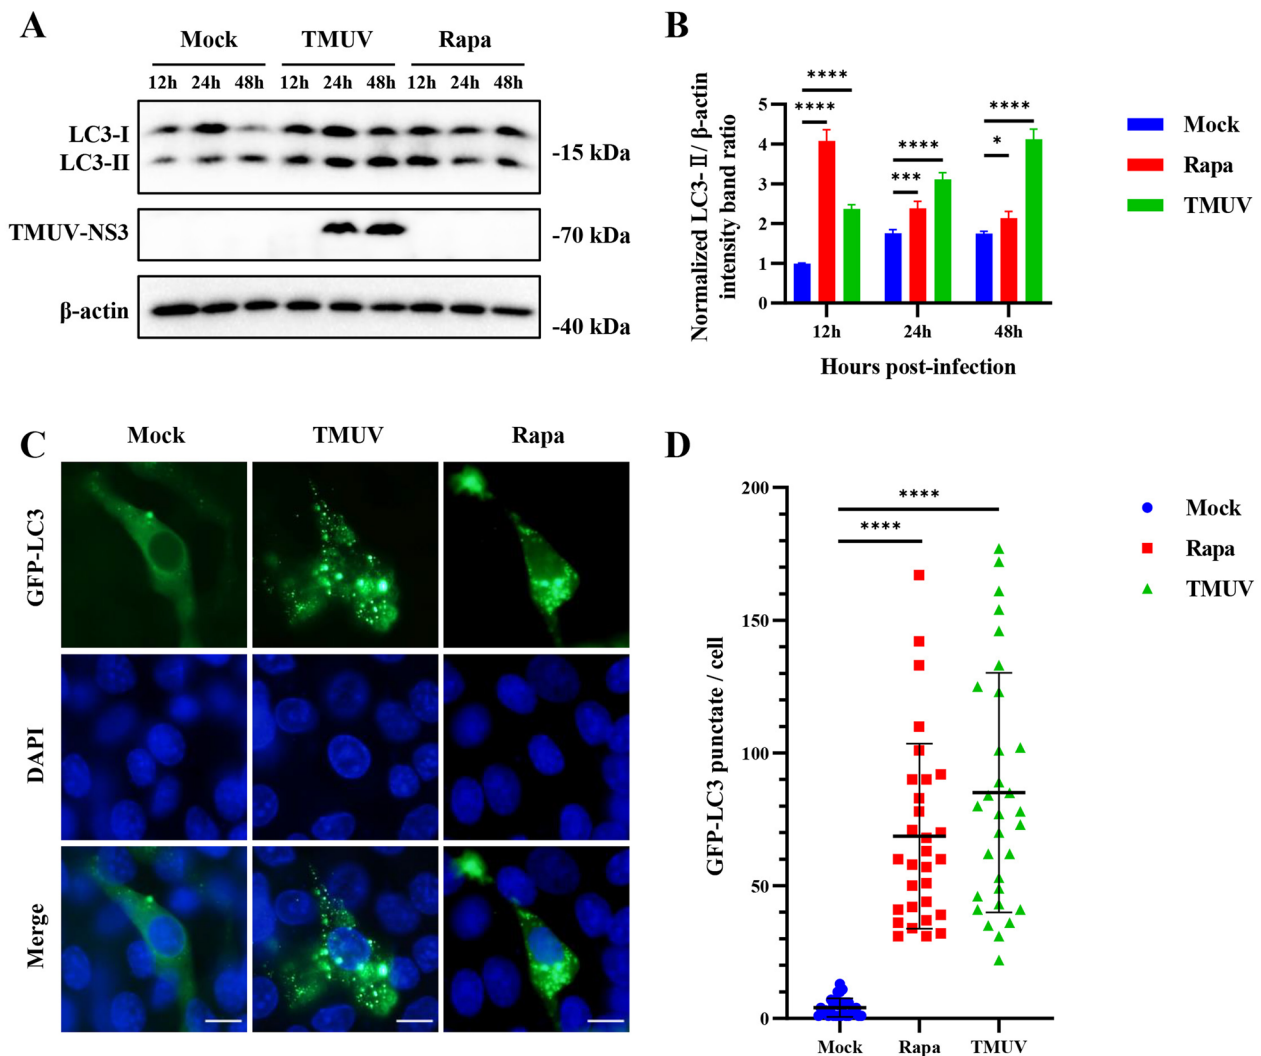 A
Mock TMUV Rapa
12h 24h 48h 12h 24h 48h 12h 24h 48h
LC3-I
LC3-II
-15 kDa
TMUV-NS3
-70 kDa
β-actin
-40 kDa
B
Normalized LC3-Ⅱ/ β-actin
intensity band ratio
5
4
3
2
1
0
**** **** *** **** * ****
12h 24h 48h
Hours post-infection
Mock
Rapa
TMUV
C
Mock TMUV Rapa
GFP-LC3
DAPI
Merge
D
GFP-LC3 punctate / cell
200
150
100
50
0
****
****
Mock Rapa TMUV
Mock
Rapa
TMUV